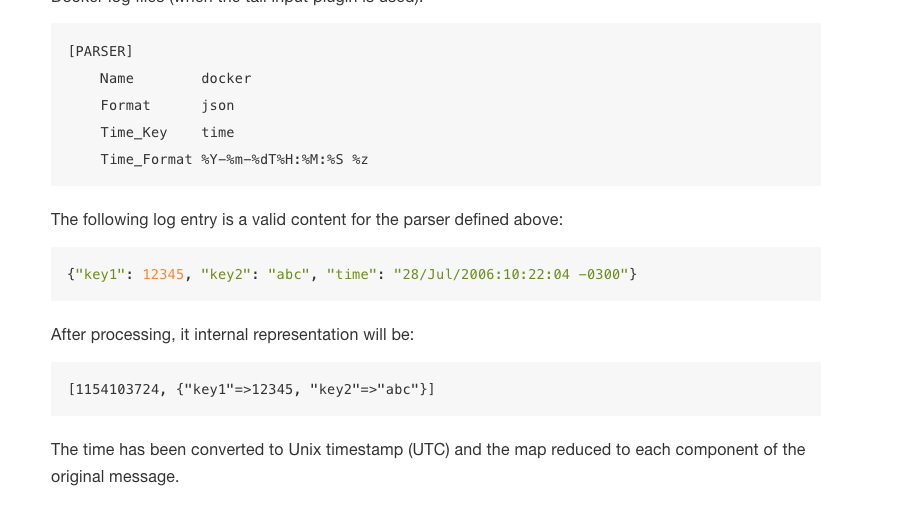 Docker log files (when the tail input plugin is used):
[PARSER]
    Name        docker
    Format      json
    Time_Key    time
    Time_Format %Y-%m-%dT%H:%M:%S %z
The following log entry is a valid content for the parser defined above:
{"key1": 12345, "key2": "abc", "time": "28/Jul/2006:10:22:04 -0300"}
After processing, it internal representation will be:
[1154103724, {"key1"=>12345, "key2"=>"abc"}]
The time has been converted to Unix timestamp (UTC) and the map reduced to each component of the
original message.